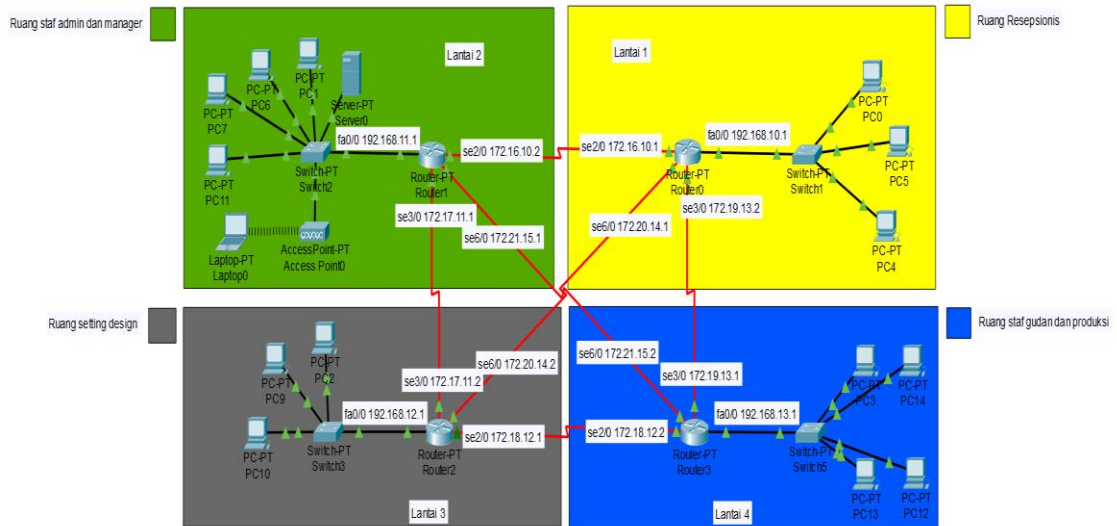 Ruang staf admin dan manager
Lantai 2
PC-PT
PC7
PC-PT
PC6
PC-PT
PC1
Server-PT
Server0
PC-PT
PC11
Switch-PT
Switch2
fa0/0 192.168.11.1
Router-PT
Router1
se2/0 172.16.10.2
se3/0 172.17.11.1
se6/0 172.21.15.1
Laptop-PT
Laptop0
AccessPoint-PT
Access Point0
Ruang Resepsionis
Lantai 1
se2/0 172.16.10.1
Router-PT
Router0
fa0/0 192.168.10.1
se3/0 172.19.13.2
se6/0 172.20.14.1
Switch-PT
Switch1
PC-PT
PC0
PC-PT
PC5
PC-PT
PC4
Ruang setting design
PC-PT
PC9
PC-PT
PC2
PC-PT
PC10
Switch-PT
Switch3
fa0/0 192.168.12.1
se6/0 172.20.14.2
se3/0 172.17.11.2
Router-PT
Router2
se2/0 172.18.12.1
Lantai 3
Ruang staf gudan dan produksi
se6/0 172.21.15.2
se3/0 172.19.13.1
se2/0 172.18.12.2
Router-PT
Router3
fa0/0 192.168.13.1
Switch-PT
Switch5
PC-PT
PC3
PC-PT
PC14
PC-PT
PC13
PC-PT
PC12
Lantai 4